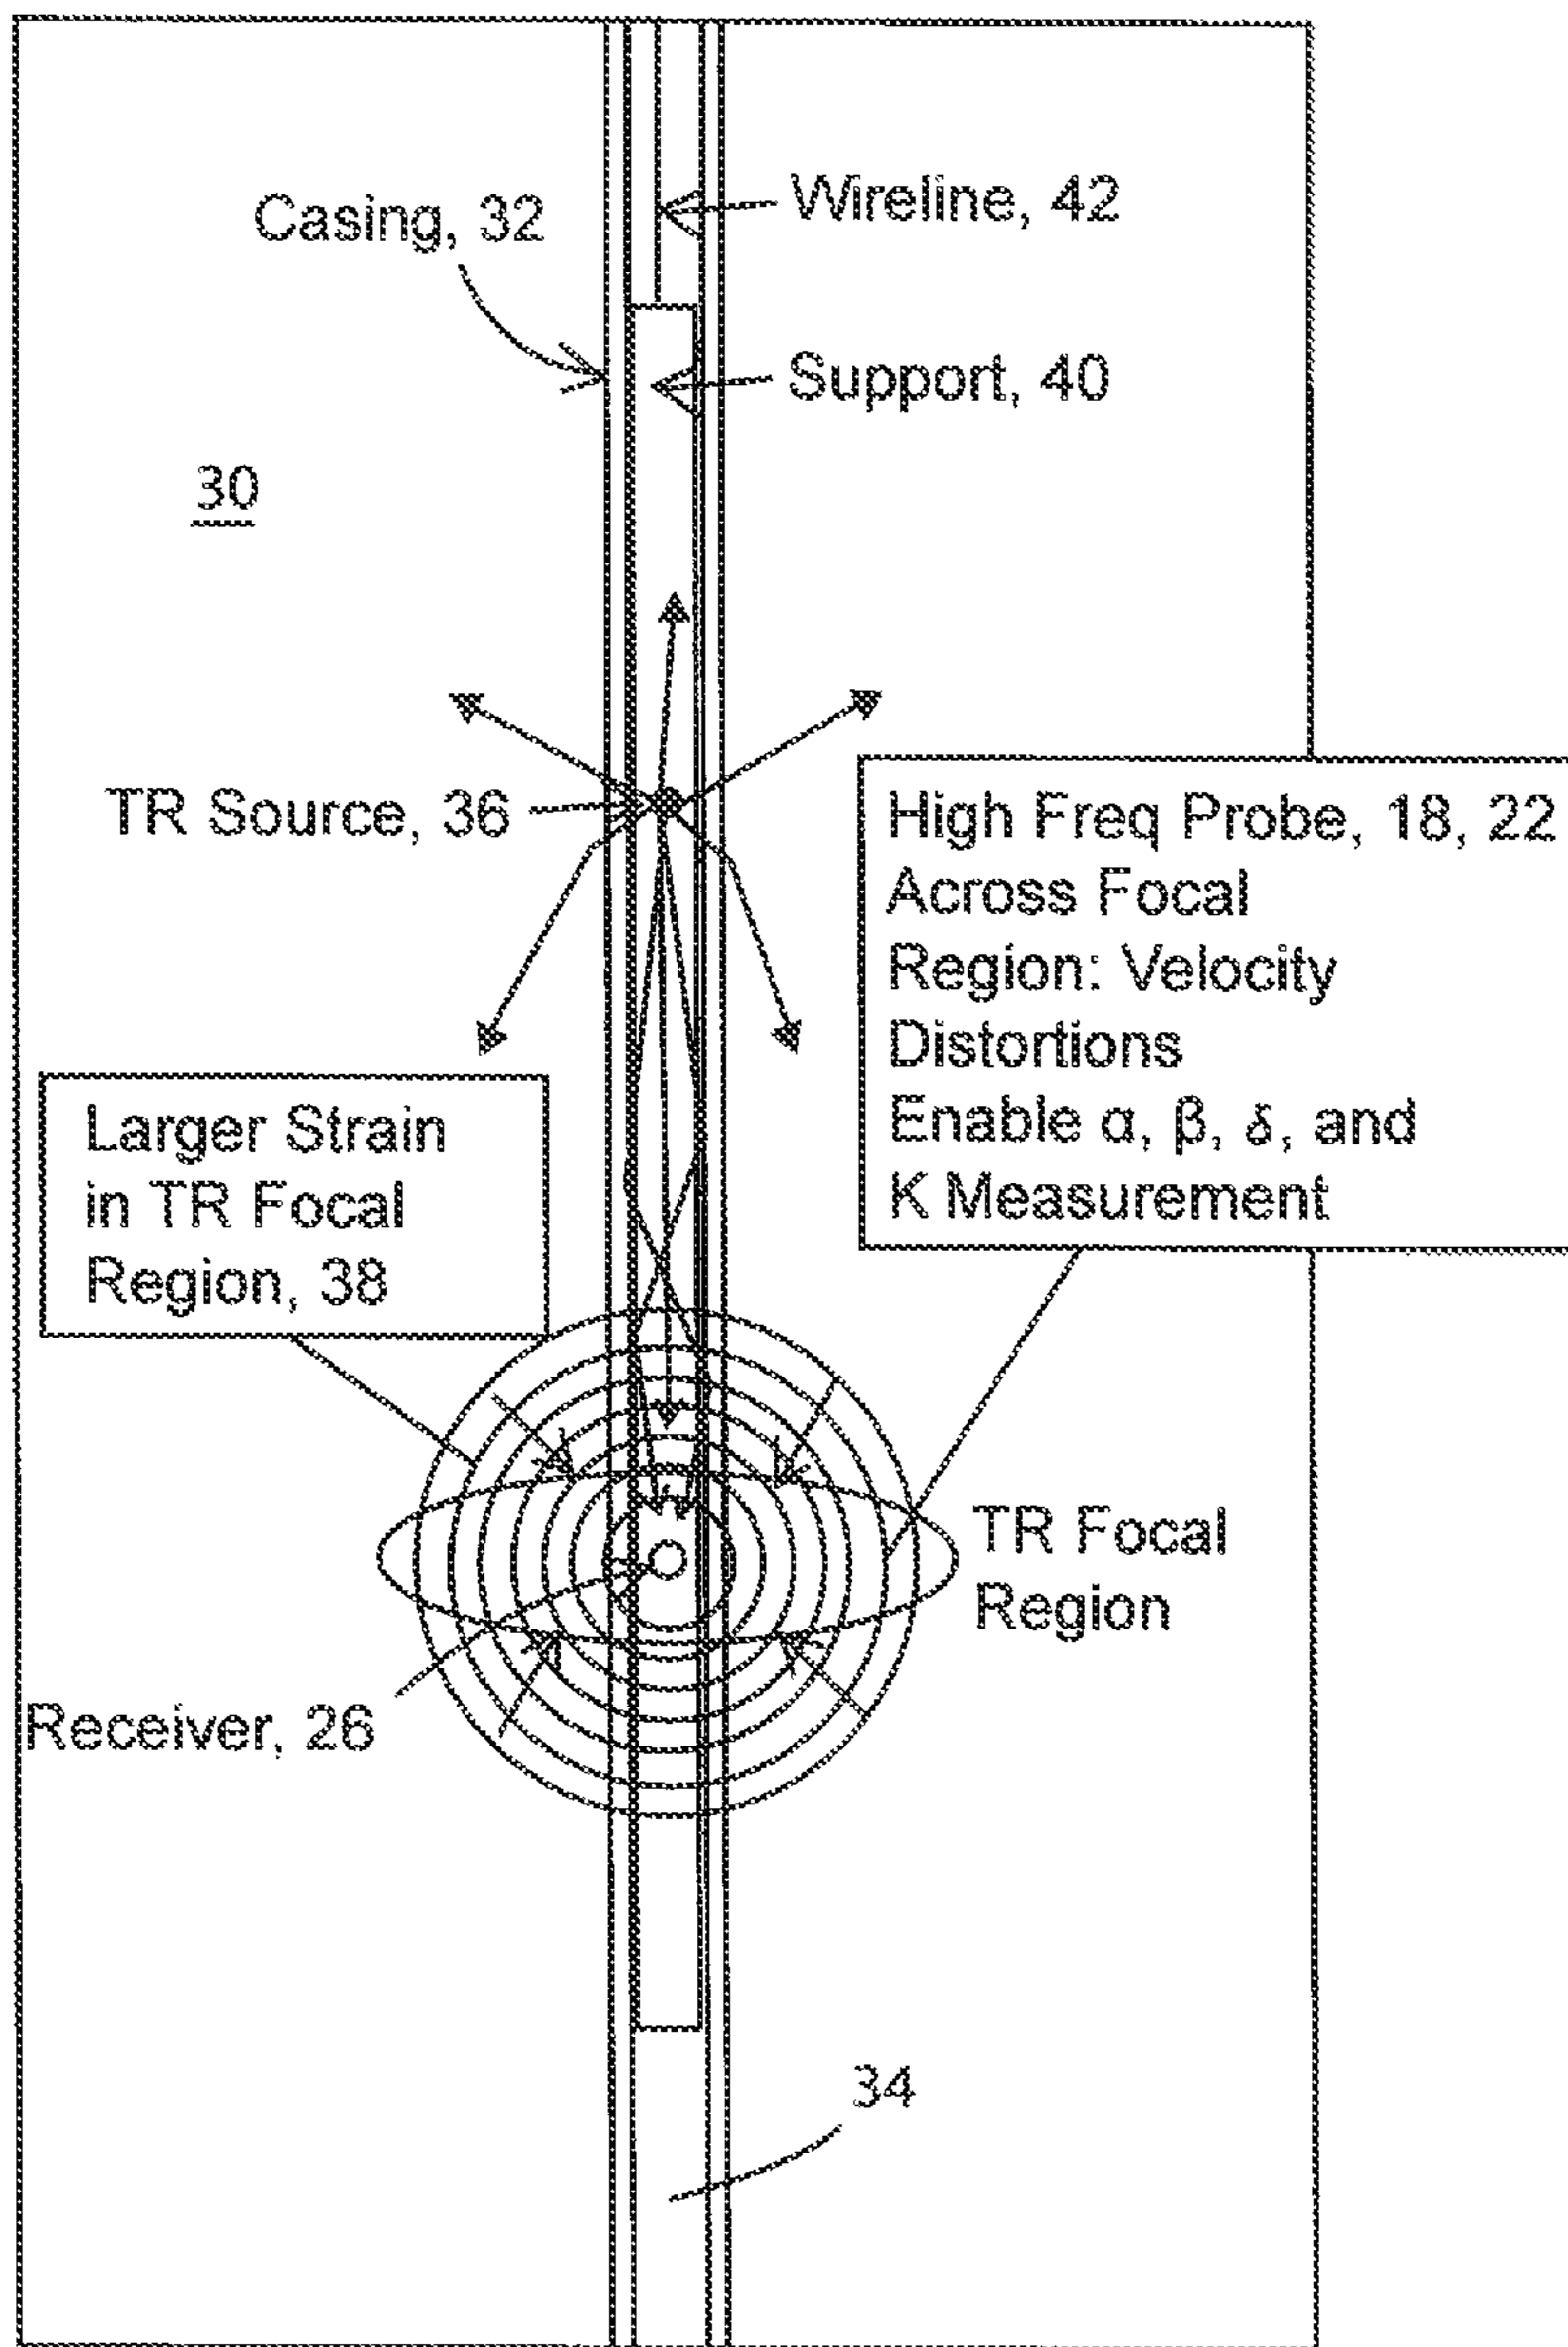 Casing, 32
Wireline, 42
Support, 40
30
TR Source, 36
High Freq Probe, 18, 22
Across Focal
Region: Velocity
Distortions
Enable α, β, δ, and
K Measurement
Larger Strain
in TR Focal
Region, 38
TR Focal
Region
Receiver, 26
34